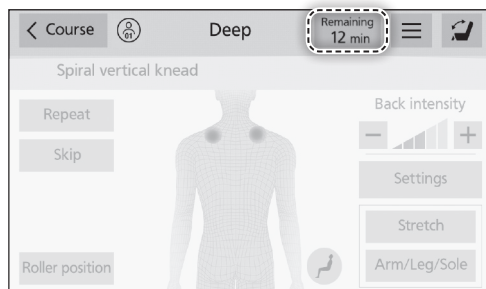 Course
01
Deep
Remaining
12 min
Spiral vertical knead
Repeat
Skip
Back intensity
Settings
Stretch
Roller position
Arm/Leg/Sole